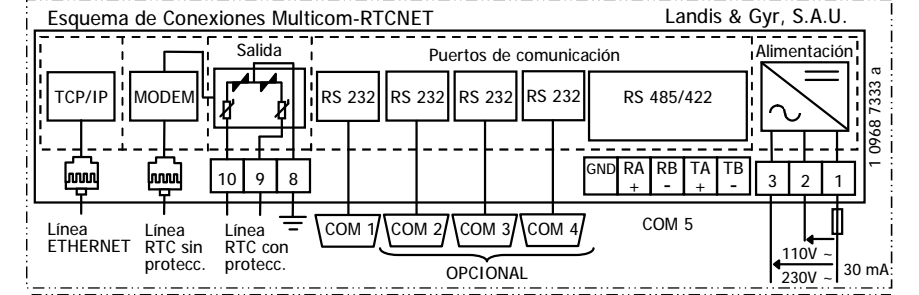 Esquema de Conexiones Multicom-RTCNET
Landis & Gyr, S.A.U.
Salida
Puertos de comunicación
Alimentación
TCP/IP
MODEM
RS 232
RS 232
RS 232
RS 232
RS 485/422
1 0968 7333 a
10 9 8
GND RA + RB - TA + TB -
3 2 1
Línea
ETHERNET
Línea
RTC sin
protecc.
Línea
RTC con
protecc.
COM 1
COM 2
COM 3
COM 4
COM 5
OPCIONAL
110V ~
230V ~
30 mA